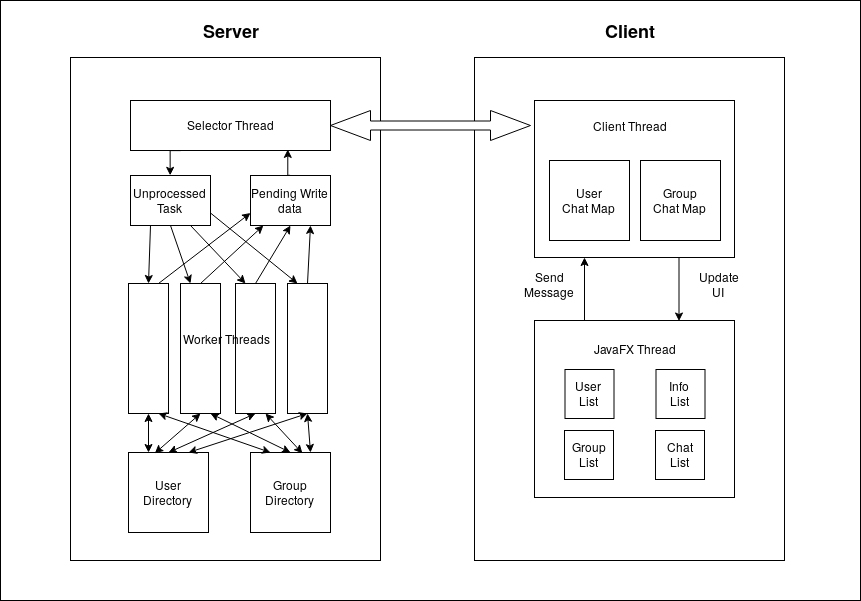 Server
Client
Selector Thread
Unprocessed
Task
Pending Write
data
Worker Threads
User
Directory
Group
Directory
Client Thread
User
Chat Map
Group
Chat Map
Send
Message
Update
UI
JavaFX Thread
User
List
Info
List
Group
List
Chat
List